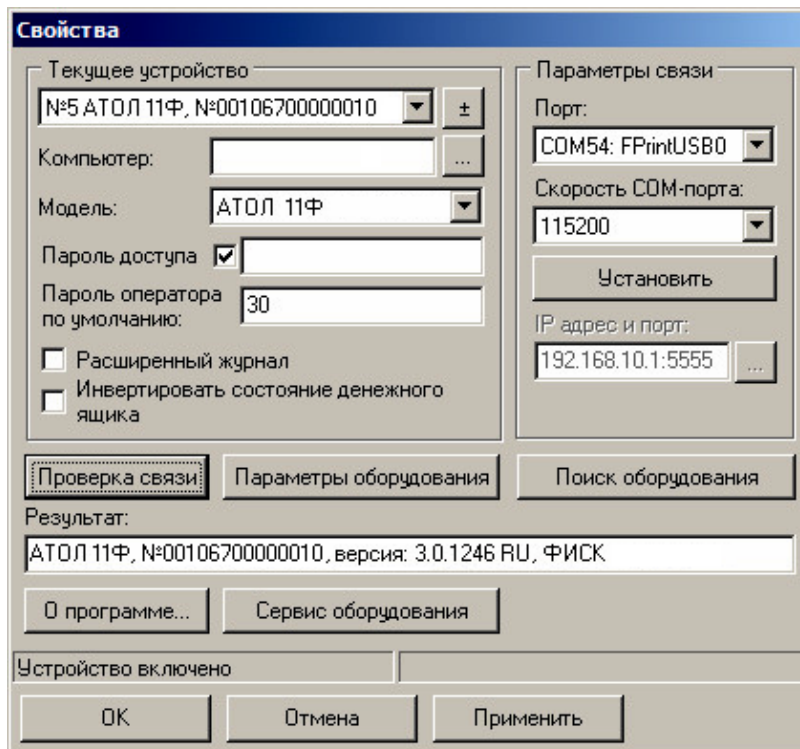 Свойства
Текущее устройство
№5 АТОЛ 11Ф, №00106700000010
±
Компьютер:
...
Модель:
АТОЛ 11Ф
Пароль доступа
Пароль оператора
по умолчанию:
30
Расширенный журнал
Инвертировать состояние денежного
ящика
Параметры связи
Порт:
COM54: FPrintUSB0
Скорость COM-порта:
115200
Установить
IP адрес и порт:
192.168.10.1:5555
...
Проверка связи
Параметры оборудования
Поиск оборудования
Результат:
АТОЛ 11Ф, №00106700000010, версия: 3.0.1246 RU, ФИСК
О программе...
Сервис оборудования
Устройство включено
OK
Отмена
Применить